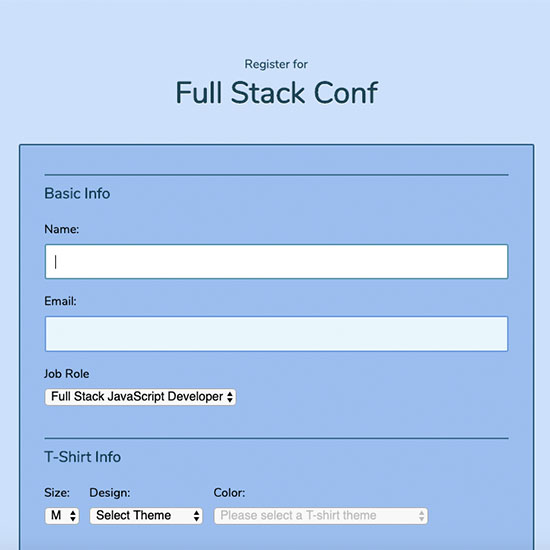 Register for
Full Stack Conf
Basic Info
Name:
Email:
Job Role
Full Stack JavaScript Developer
T-Shirt Info
Size: Design: Color:
M Select Theme Please select a T-shirt theme